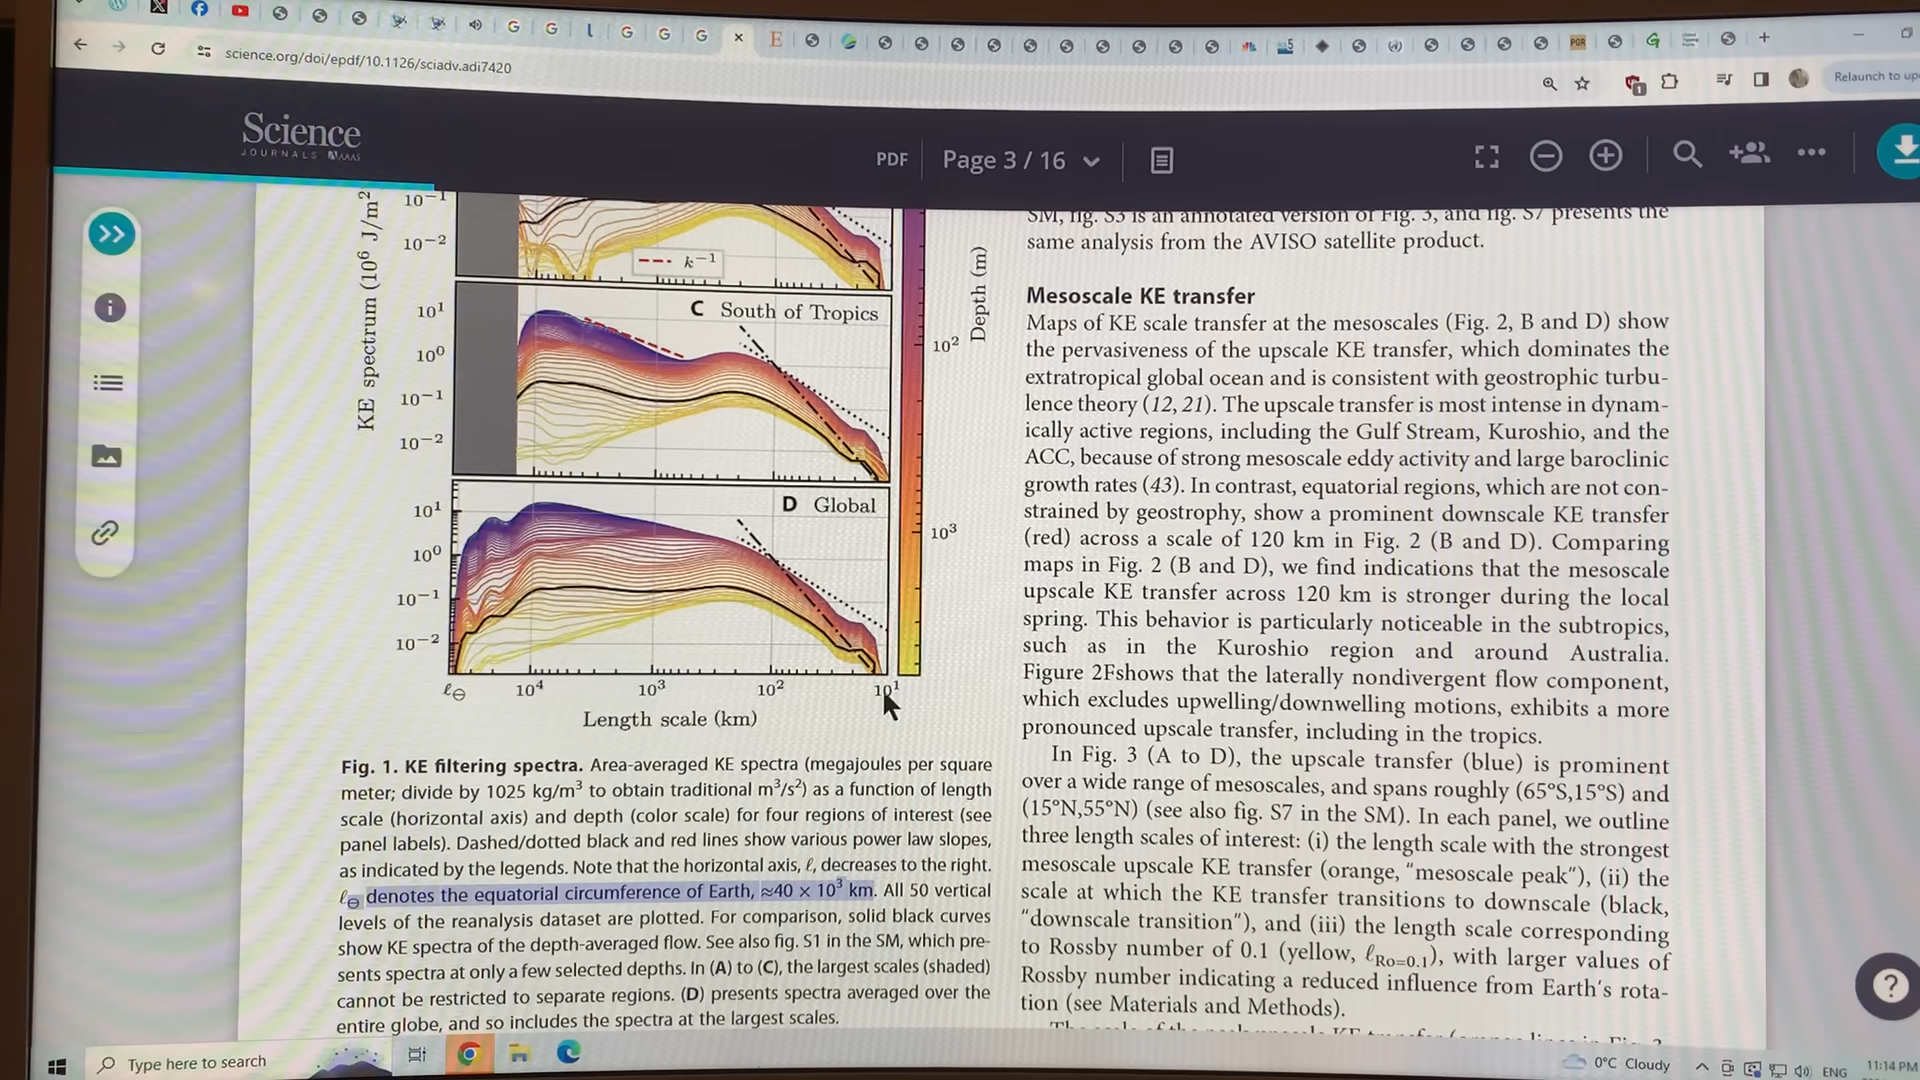 science.org/doi/epdf/10.1126/sciadv.adi7420
Relaunch to up
Science
JOURNALS AAAS
PDF
Page 3 / 16
KE spectrum (10⁶ J/m²
10⁻¹
10⁻²
k⁻¹
C South of Tropics
10¹
10⁰
10⁻¹
10⁻²
D Global
10¹
10⁰
10⁻¹
10⁻²
ℓ⊖ 10⁴ 10³ 10² 10¹
Length scale (km)
Depth (m)
10²
10³
Fig. 1. KE filtering spectra. Area-averaged KE spectra (megajoules per square
meter; divide by 1025 kg/m³ to obtain traditional m³/s²) as a function of length
scale (horizontal axis) and depth (color scale) for four regions of interest (see
panel labels). Dashed/dotted black and red lines show various power law slopes,
as indicated by the legends. Note that the horizontal axis, ℓ, decreases to the right.
ℓ⊖ denotes the equatorial circumference of Earth, ≈40 × 10³ km. All 50 vertical
levels of the reanalysis dataset are plotted. For comparison, solid black curves
show KE spectra of the depth-averaged flow. See also fig. S1 in the SM, which pre-
sents spectra at only a few selected depths. In (A) to (C), the largest scales (shaded)
cannot be restricted to separate regions. (D) presents spectra averaged over the
entire globe, and so includes the spectra at the largest scales.
SM, fig. S3 is an annotated version of Fig. 3, and fig. S7 presents the
same analysis from the AVISO satellite product.
Mesoscale KE transfer
Maps of KE scale transfer at the mesoscales (Fig. 2, B and D) show
the pervasiveness of the upscale KE transfer, which dominates the
extratropical global ocean and is consistent with geostrophic turbu-
lence theory (12, 21). The upscale transfer is most intense in dynam-
ically active regions, including the Gulf Stream, Kuroshio, and the
ACC, because of strong mesoscale eddy activity and large baroclinic
growth rates (43). In contrast, equatorial regions, which are not con-
strained by geostrophy, show a prominent downscale KE transfer
(red) across a scale of 120 km in Fig. 2 (B and D). Comparing
maps in Fig. 2 (B and D), we find indications that the mesoscale
upscale KE transfer across 120 km is stronger during the local
spring. This behavior is particularly noticeable in the subtropics,
such as in the Kuroshio region and around Australia.
Figure 2Fshows that the laterally nondivergent flow component,
which excludes upwelling/downwelling motions, exhibits a more
pronounced upscale transfer, including in the tropics.
In Fig. 3 (A to D), the upscale transfer (blue) is prominent
over a wide range of mesoscales, and spans roughly (65°S,15°S) and
(15°N,55°N) (see also fig. S7 in the SM). In each panel, we outline
three length scales of interest: (i) the length scale with the strongest
mesoscale upscale KE transfer (orange, "mesoscale peak"), (ii) the
scale at which the KE transfer transitions to downscale (black,
"downscale transition"), and (iii) the length scale corresponding
to Rossby number of 0.1 (yellow, ℓRo=0.1), with larger values of
Rossby number indicating a reduced influence from Earth's rota-
tion (see Materials and Methods).
Type here to search
0°C Cloudy
ENG
11:14 PM